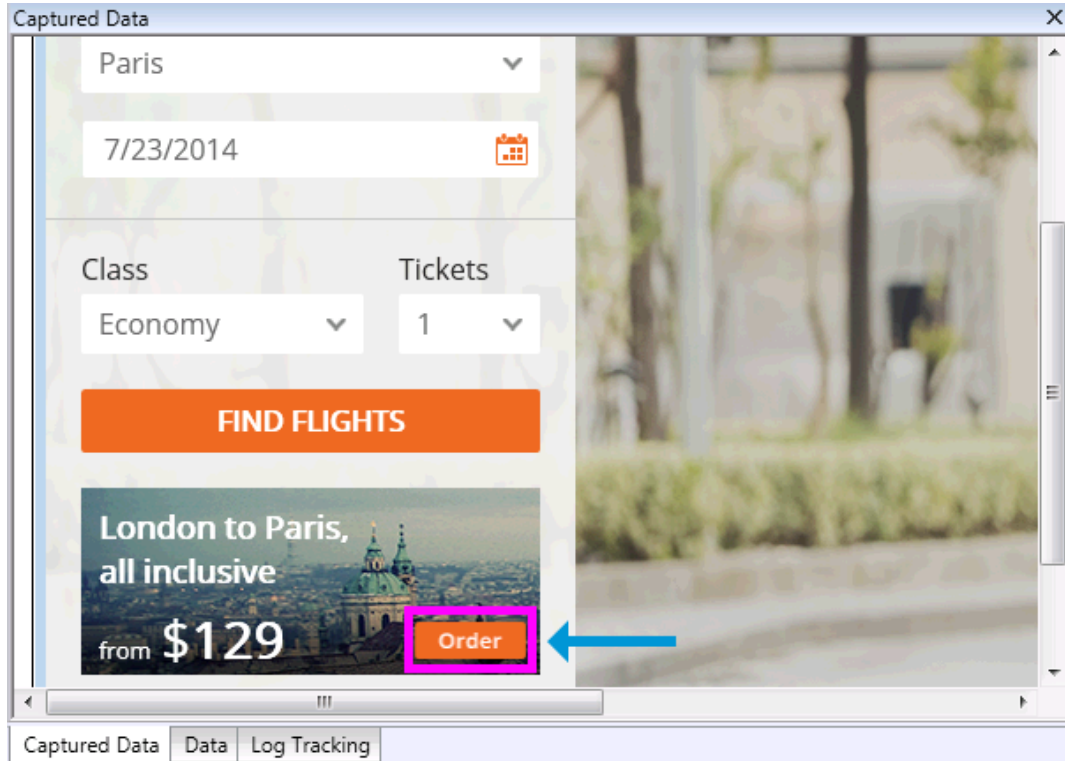 Captured Data
Paris
7/23/2014
Class Tickets
Economy 1
FIND FLIGHTS
London to Paris,
all inclusive
from $129
Order
Captured Data Data Log Tracking